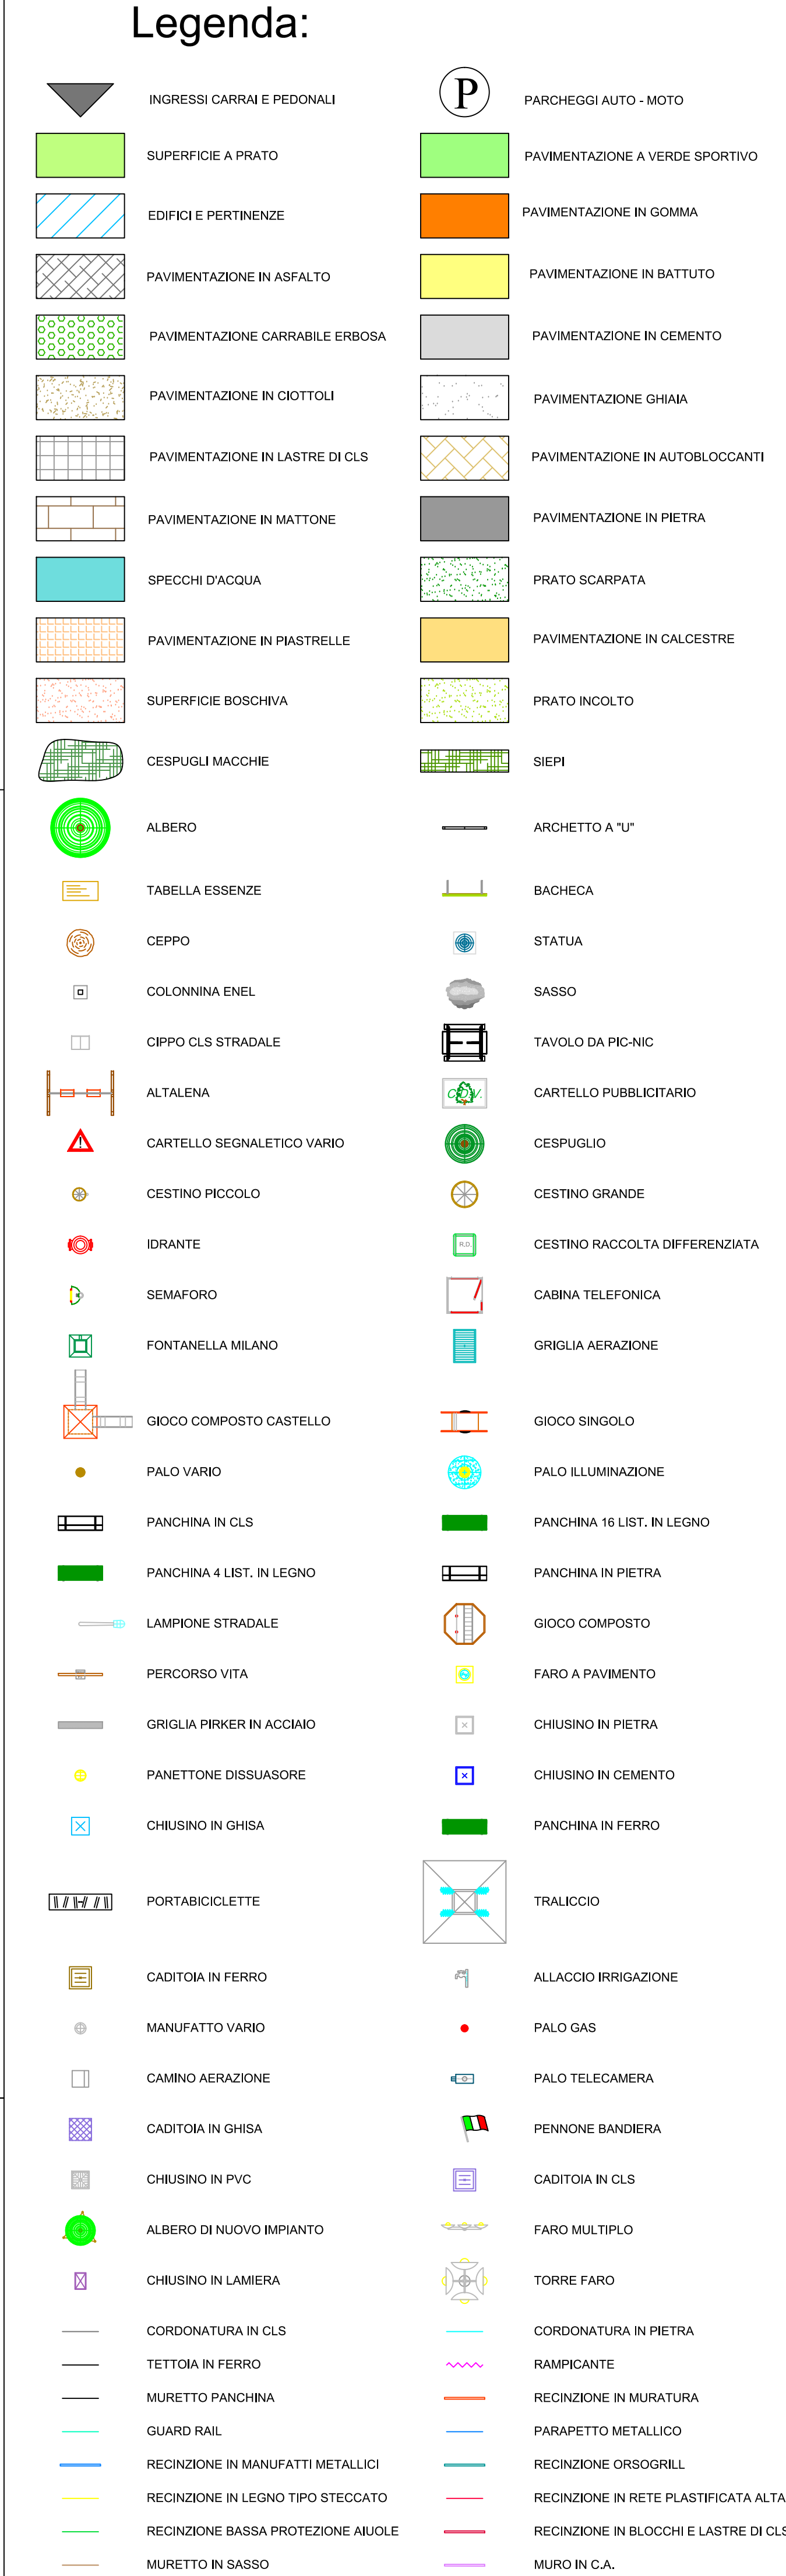 Legenda:
INGRESSI CARRAI E PEDONALI
P
PARCHEGGI AUTO - MOTO
SUPERFICIE A PRATO
PAVIMENTAZIONE A VERDE SPORTIVO
EDIFICI E PERTINENZE
PAVIMENTAZIONE IN GOMMA
PAVIMENTAZIONE IN ASFALTO
PAVIMENTAZIONE IN BATTUTO
PAVIMENTAZIONE CARRABILE ERBOSA
PAVIMENTAZIONE IN CEMENTO
PAVIMENTAZIONE IN CIOTTOLI
PAVIMENTAZIONE GHIAIA
PAVIMENTAZIONE IN LASTRE DI CLS
PAVIMENTAZIONE IN AUTOBLOCCANTI
PAVIMENTAZIONE IN MATTONE
PAVIMENTAZIONE IN PIETRA
SPECCHI D'ACQUA
PRATO SCARPATA
PAVIMENTAZIONE IN PIASTRELLE
PAVIMENTAZIONE IN CALCESTRE
SUPERFICIE BOSCHIVA
PRATO INCOLTO
CESPUGLI MACCHIE
SIEPI
ALBERO
ARCHETTO A "U"
TABELLA ESSENZE
BACHECA
CEPPO
STATUA
COLONNINA ENEL
SASSO
CIPPO CLS STRADALE
TAVOLO DA PIC-NIC
ALTALENA
C.O.V.
CARTELLO PUBBLICITARIO
!
CARTELLO SEGNALETICO VARIO
CESPUGLIO
CESTINO PICCOLO
CESTINO GRANDE
IDRANTE
R.D.
CESTINO RACCOLTA DIFFERENZIATA
SEMAFORO
CABINA TELEFONICA
FONTANELLA MILANO
GRIGLIA AERAZIONE
GIOCO COMPOSTO CASTELLO
GIOCO SINGOLO
PALO VARIO
PALO ILLUMINAZIONE
PANCHINA IN CLS
PANCHINA 16 LIST. IN LEGNO
PANCHINA 4 LIST. IN LEGNO
PANCHINA IN PIETRA
LAMPIONE STRADALE
GIOCO COMPOSTO
PERCORSO VITA
FARO A PAVIMENTO
GRIGLIA PIRKER IN ACCIAIO
CHIUSINO IN PIETRA
PANETTONE DISSUASORE
CHIUSINO IN CEMENTO
CHIUSINO IN GHISA
PANCHINA IN FERRO
PORTABICICLETTE
TRALICCIO
CADITOIA IN FERRO
ALLACCIO IRRIGAZIONE
MANUFATTO VARIO
PALO GAS
CAMINO AERAZIONE
PALO TELECAMERA
CADITOIA IN GHISA
PENNONE BANDIERA
CHIUSINO IN PVC
CADITOIA IN CLS
ALBERO DI NUOVO IMPIANTO
FARO MULTIPLO
CHIUSINO IN LAMIERA
TORRE FARO
CORDONATURA IN CLS
CORDONATURA IN PIETRA
TETTOIA IN FERRO
RAMPICANTE
MURETTO PANCHINA
RECINZIONE IN MURATURA
GUARD RAIL
PARAPETTO METALLICO
RECINZIONE IN MANUFATTI METALLICI
RECINZIONE ORSOGRILL
RECINZIONE IN LEGNO TIPO STECCATO
RECINZIONE IN RETE PLASTIFICATA ALTA
RECINZIONE BASSA PROTEZIONE AIUOLE
RECINZIONE IN BLOCCHI E LASTRE DI CLS
MURETTO IN SASSO
MURO IN C.A.